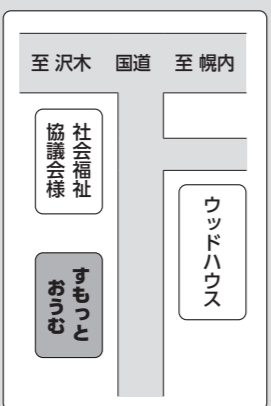 至 沢木 国道 至 幌内
社会福祉
協議会様
ウッドハウス
すもっと
おうむ